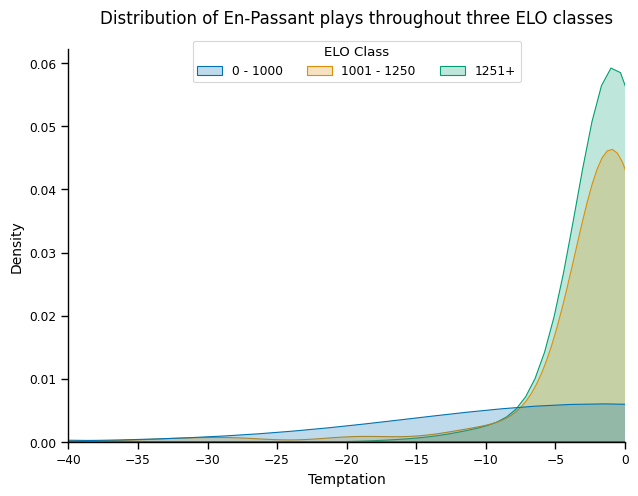 Distribution of En-Passant plays throughout three ELO classes
ELO Class
0 - 1000 1001 - 1250 1251+
0.06
0.05
0.04
0.03
0.02
0.01
0.00
Density
−40 −35 −30 −25 −20 −15 −10 −5 0
Temptation